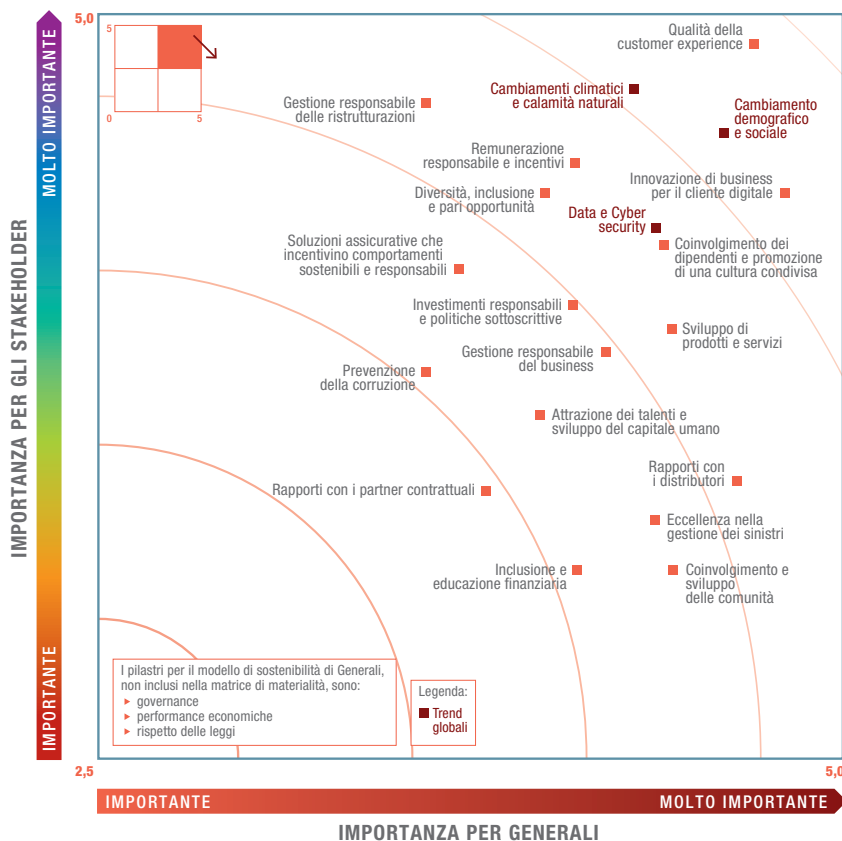 5,0
5
0
5
Qualità della
customer experience
Cambiamenti climatici
e calamità naturali
Gestione responsabile
delle ristrutturazioni
Cambiamento
demografico
e sociale
Remunerazione
responsabile e incentivi
Innovazione di business
per il cliente digitale
Diversità, inclusione
e pari opportunità
Data e Cyber
security
Soluzioni assicurative che
incentivino comportamenti
sostenibili e responsabili
Coinvolgimento dei
dipendenti e promozione
di una cultura condivisa
Investimenti responsabili
e politiche sottoscrittive
Sviluppo di
prodotti e servizi
Gestione responsabile
del business
Prevenzione
della corruzione
Attrazione dei talenti e
sviluppo del capitale umano
Rapporti con
i distributori
Rapporti con i partner contrattuali
Eccellenza nella
gestione dei sinistri
Inclusione e
educazione finanziaria
Coinvolgimento e
sviluppo
delle comunità
I pilastri per il modello di sostenibilità di Generali,
non inclusi nella matrice di materialità, sono:
governance
performance economiche
rispetto delle leggi
Legenda:
Trend
globali
IMPORTANZA PER GLI STAKEHOLDER
MOLTO IMPORTANTE
IMPORTANTE
2,5
5,0
IMPORTANTE
MOLTO IMPORTANTE
IMPORTANZA PER GENERALI